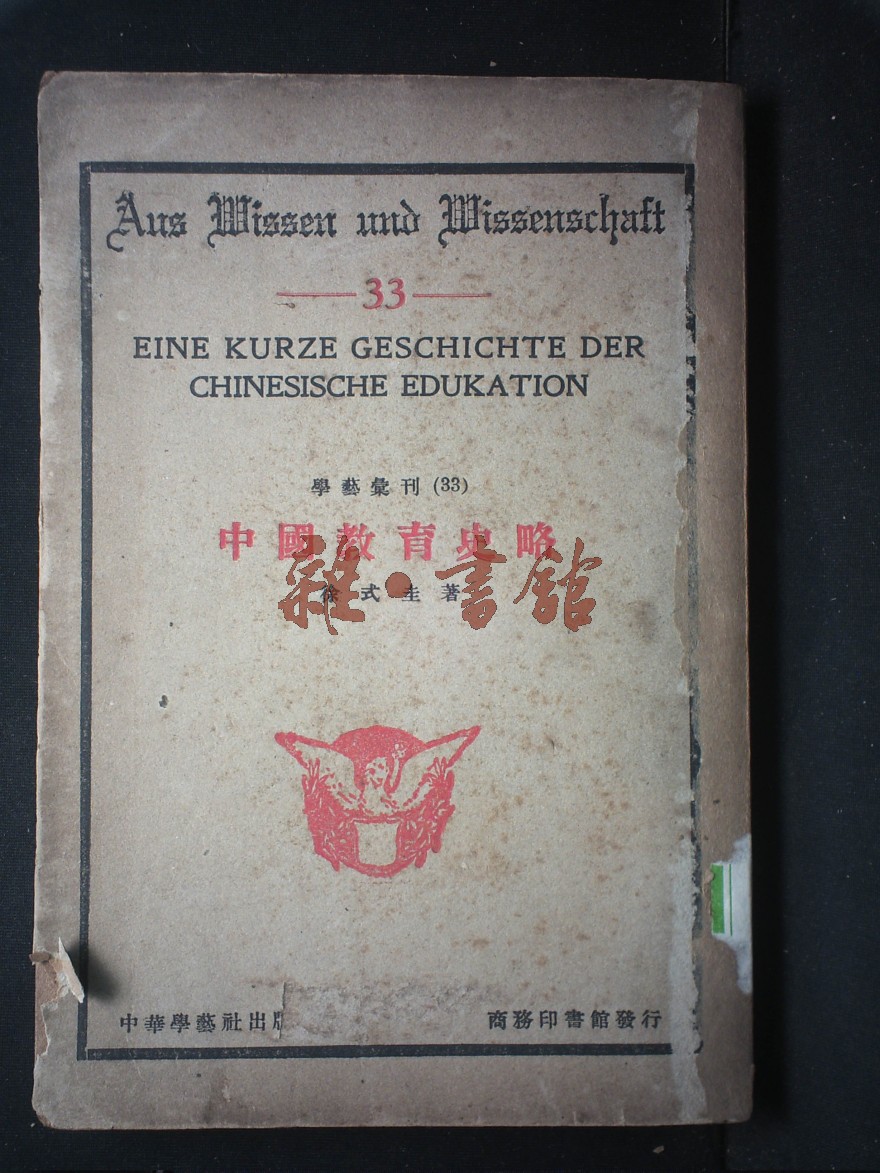 Aus Wissen und Wissenschaft
33
EINE KURZE GESCHICHTE DER
CHINESISCHE EDUKATION
學藝彙刊 (33)
中國教育史略
徐式圭著
雜·書館
中華學藝社出版 商務印書館發行